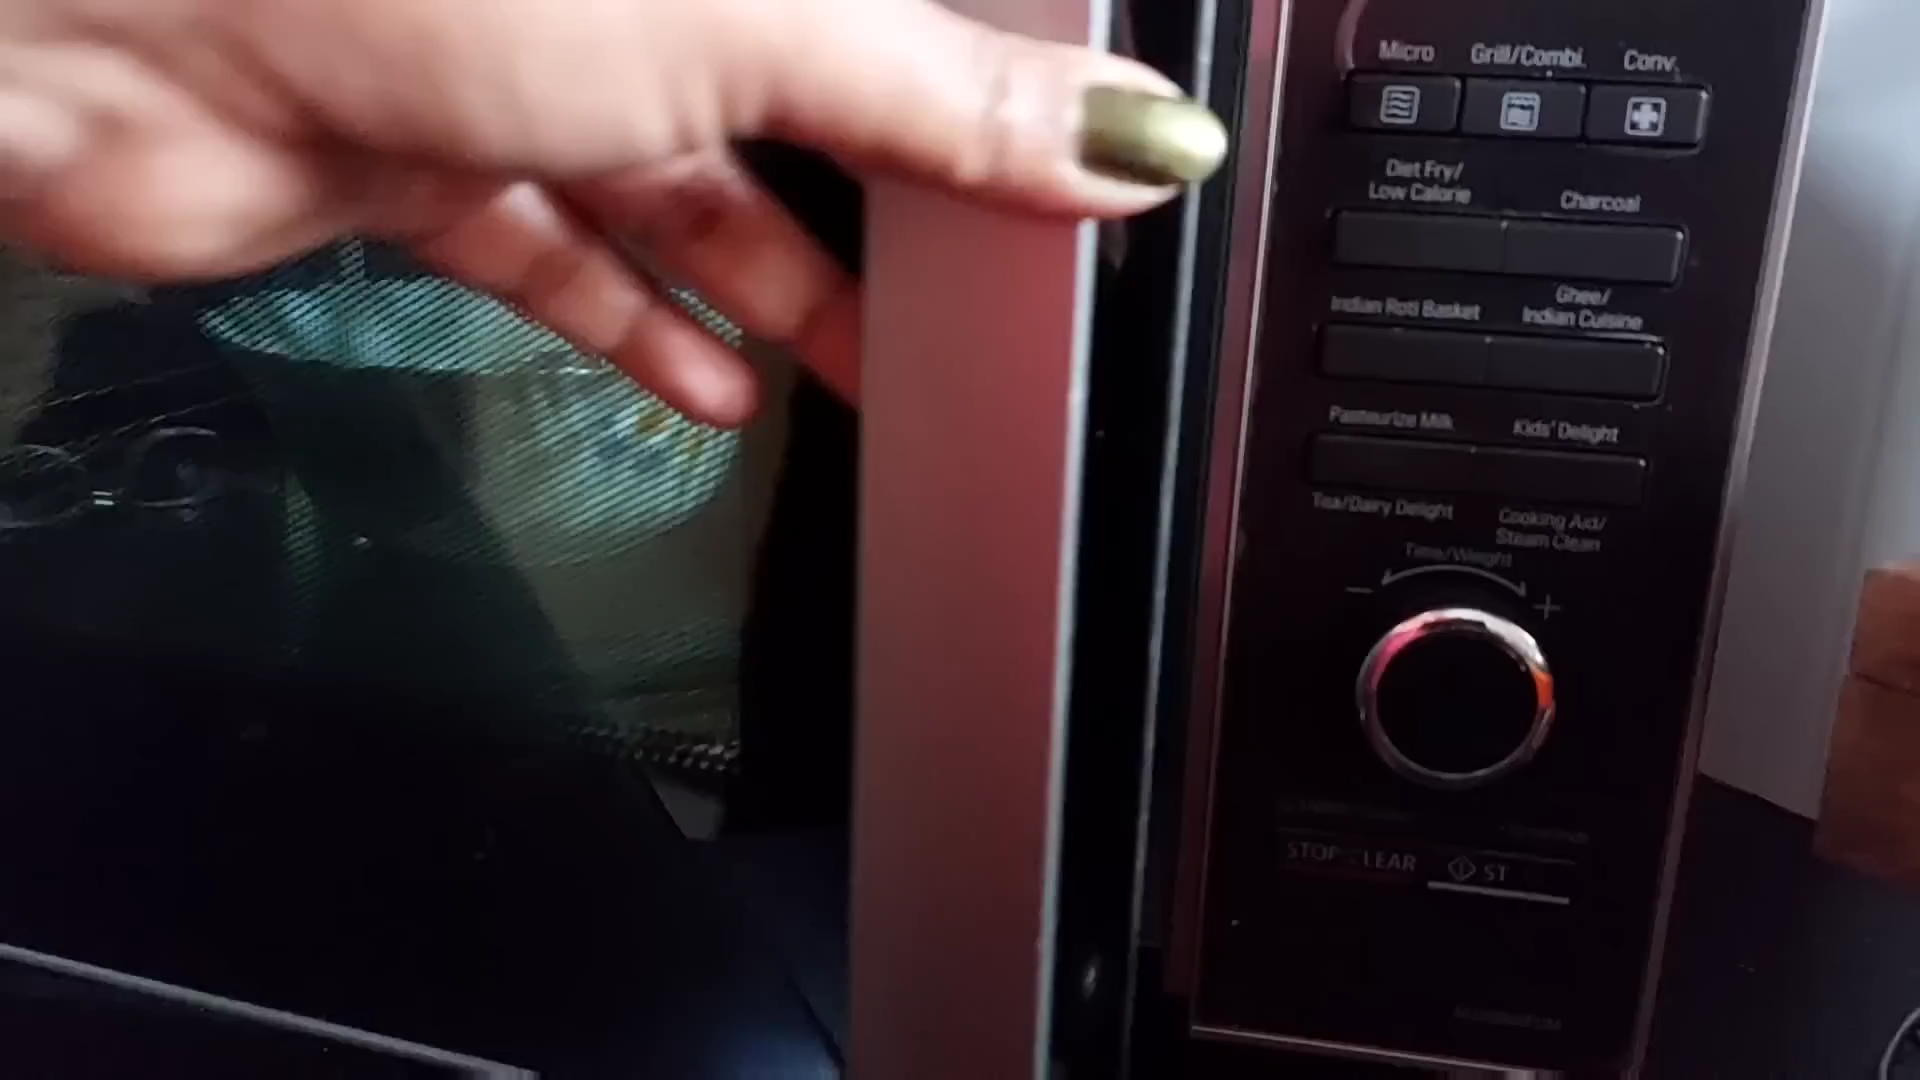 Micro Grill/Combi. Conv.
Diet Fry/
Low Calorie
Charcoal
Indian Roti Basket
Ghee/
Indian Cuisine
Pasteurize Milk
Kids' Delight
Tea/Dairy Delight
Cooking Aid/
Steam Clean
Time/Weight
− +
ST